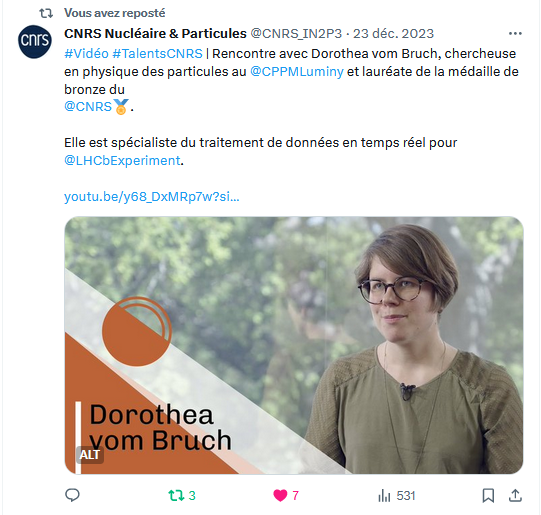 Vous avez reposté
cnrs
CNRS Nucléaire & Particules @CNRS_IN2P3 · 23 déc. 2023
#Vidéo #TalentsCNRS | Rencontre avec Dorothea vom Bruch, chercheuse
en physique des particules au @CPPMLuminy et lauréate de la médaille de
bronze du
@CNRS🏅.
Elle est spécialiste du traitement de données en temps réel pour
@LHCbExperiment.
youtu.be/y68_DxMRp7w?si…
Dorothea
vom Bruch
ALT
3 7 531